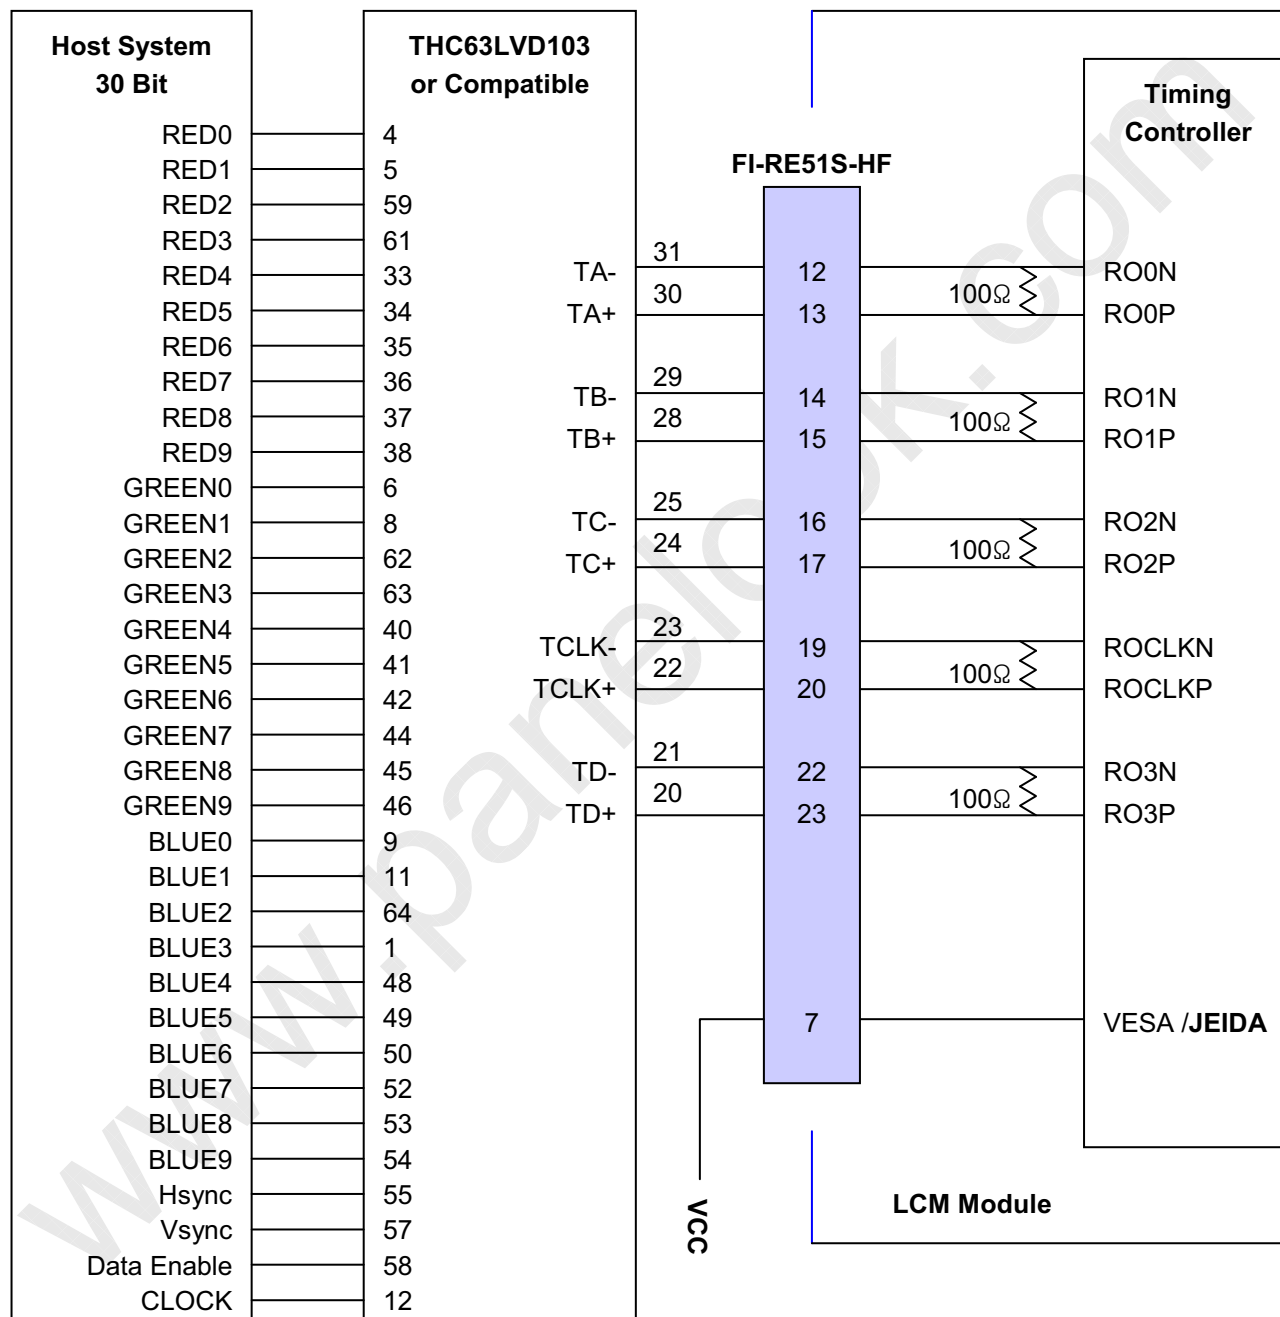 Host System
30 Bit
RED0
RED1
RED2
RED3
RED4
RED5
RED6
RED7
RED8
RED9
GREEN0
GREEN1
GREEN2
GREEN3
GREEN4
GREEN5
GREEN6
GREEN7
GREEN8
GREEN9
BLUE0
BLUE1
BLUE2
BLUE3
BLUE4
BLUE5
BLUE6
BLUE7
BLUE8
BLUE9
Hsync
Vsync
Data Enable
CLOCK
THC63LVD103
or Compatible
4
5
59
61
33
34
35
36
37
38
6
8
62
63
40
41
42
44
45
46
9
11
64
1
48
49
50
52
53
54
55
57
58
12
TA-
TA+
TB-
TB+
TC-
TC+
TCLK-
TCLK+
TD-
TD+
31
30
29
28
25
24
23
22
21
20
FI-RE51S-HF
12
13
14
15
16
17
19
20
22
23
7
VCC
100Ω
100Ω
100Ω
100Ω
100Ω
Timing
Controller
RO0N
RO0P
RO1N
RO1P
RO2N
RO2P
ROCLKN
ROCLKP
RO3N
RO3P
VESA /JEIDA
LCM Module
www.panelook.com